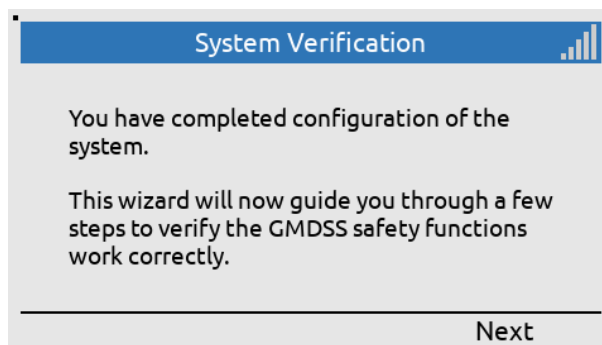 System Verification
You have completed configuration of the
system.
This wizard will now guide you through a few
steps to verify the GMDSS safety functions
work correctly.
Next